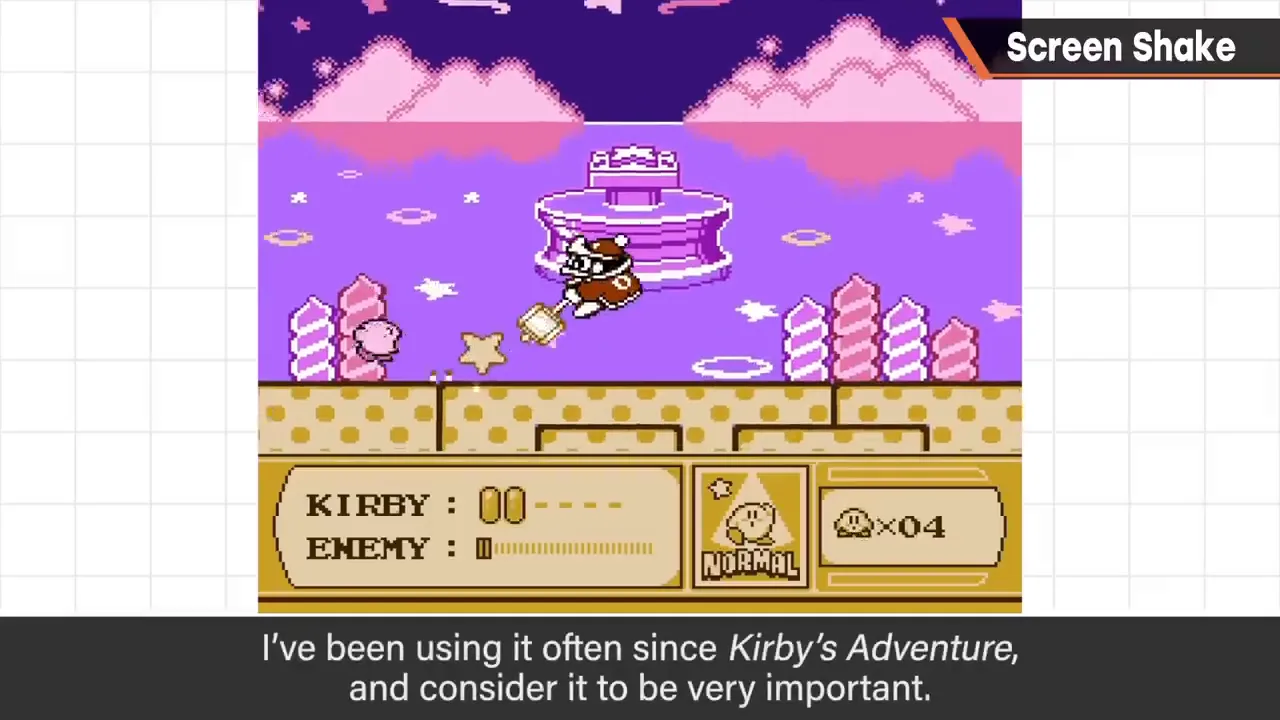 Screen Shake
KIRBY :
ENEMY :
NORMAL
×04
I've been using it often since Kirby's Adventure,
and consider it to be very important.